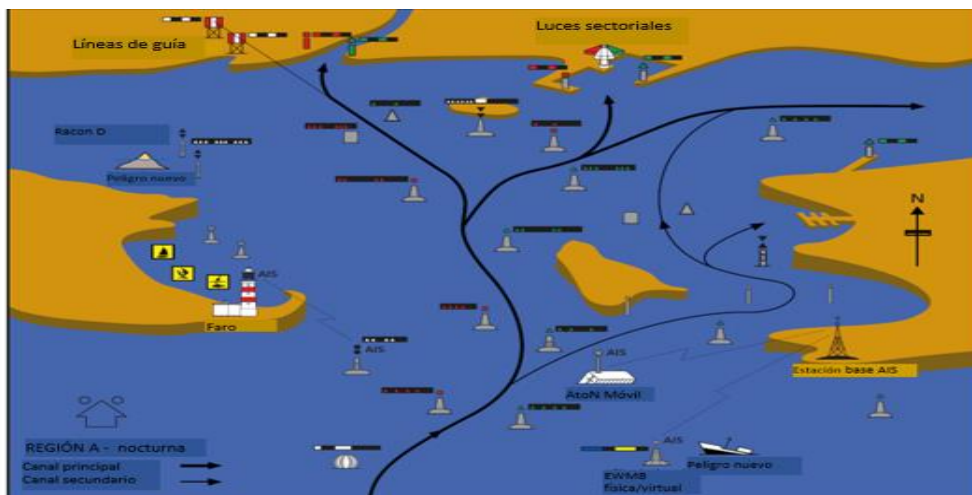 Líneas de guía
Luces sectoriales
Racon D
Peligro nuevo
N
AIS
Faro
AIS
AIS
AtoN Móvil
Estación base AIS
REGIÓN A - nocturna
Canal principal
Canal secundario
AIS
Peligro nuevo
EWMB
física/virtual